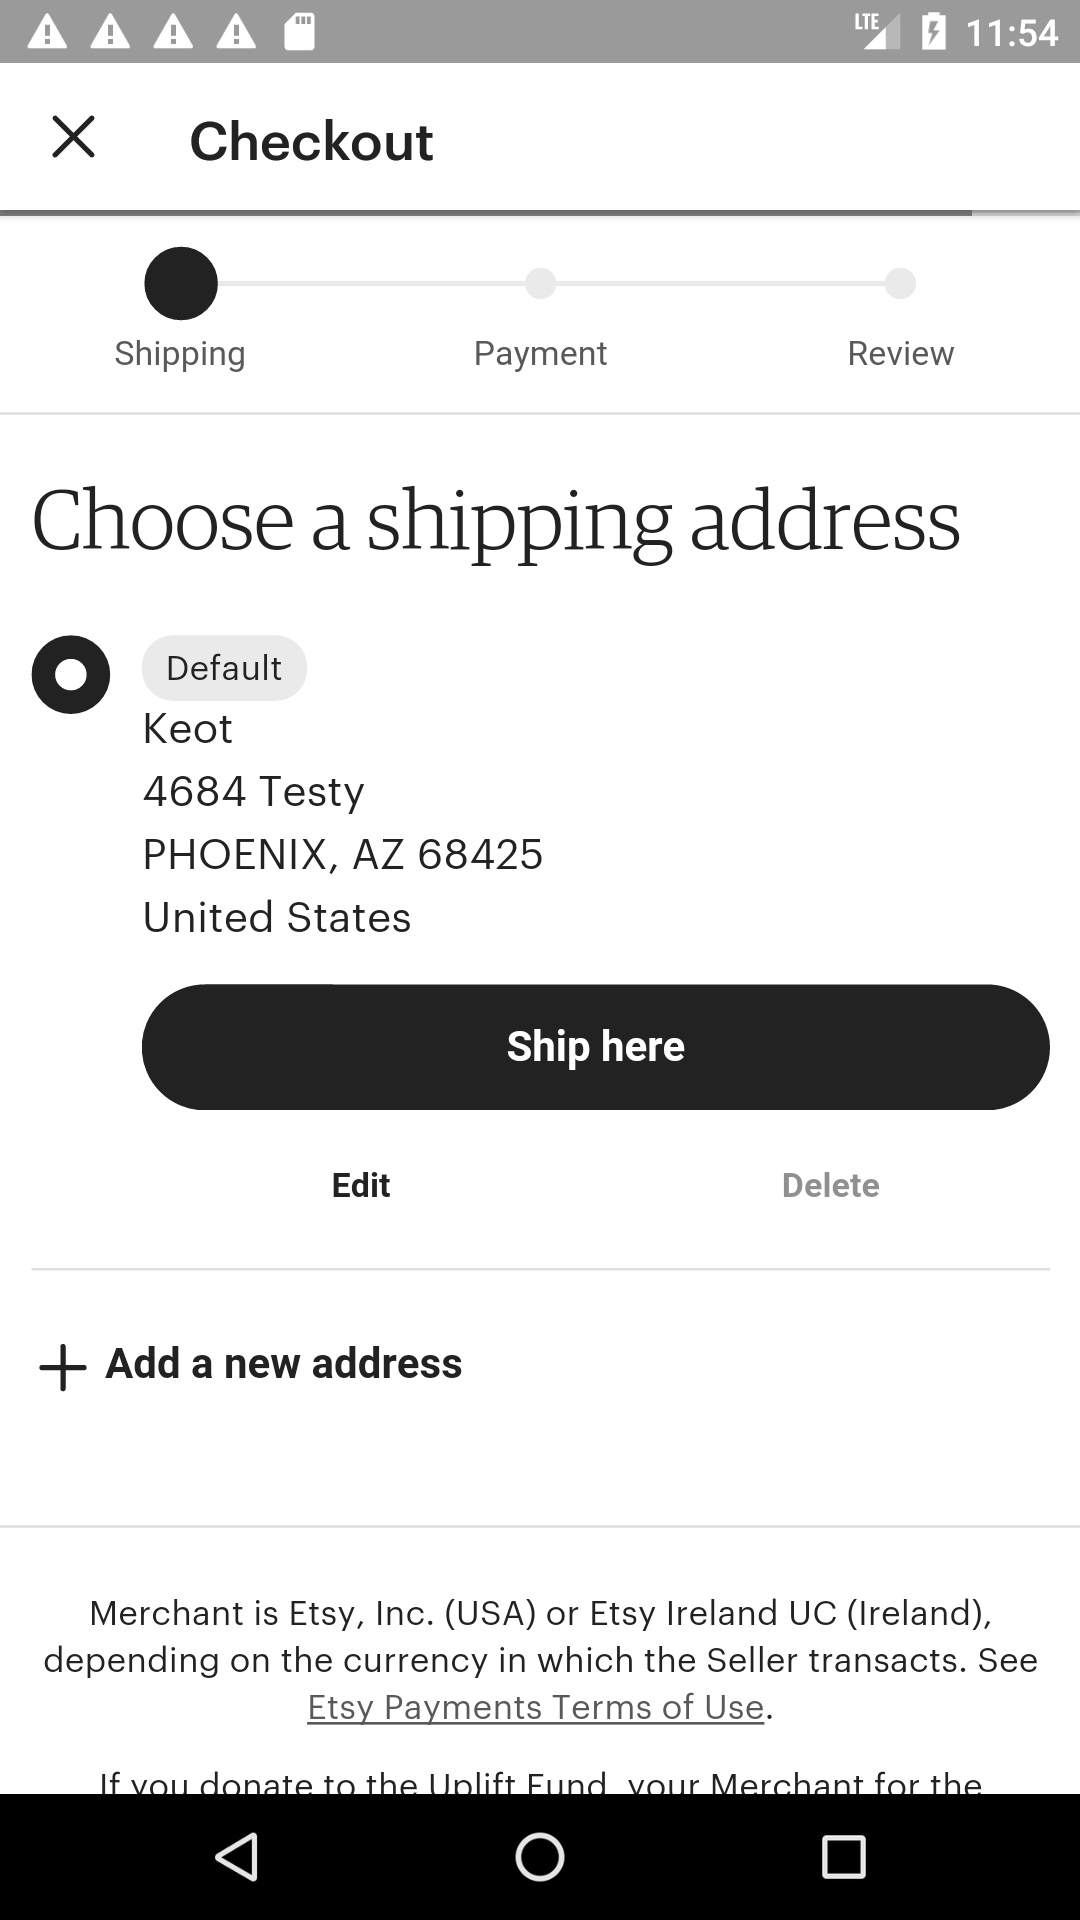 LTE 11:54
Checkout
Shipping Payment Review
Choose a shipping address
Default
Keot
4684 Testy
PHOENIX, AZ 68425
United States
Ship here
Edit Delete
Add a new address
Merchant is Etsy, Inc. (USA) or Etsy Ireland UC (Ireland),
depending on the currency in which the Seller transacts. See
Etsy Payments Terms of Use.
If you donate to the Uplift Fund, your Merchant for the